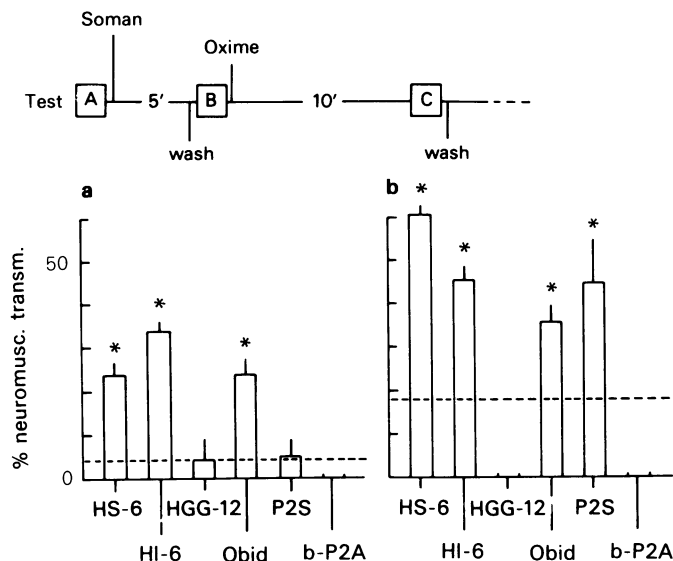 Soman
Oxime
Test A 5' B 10' C
wash wash
a b
* * * * * * *
% neuromusc. transm.
50
0
HS-6 HGG-12 P2S HS-6 HGG-12 P2S
HI-6 Obid b-P2A HI-6 Obid b-P2A